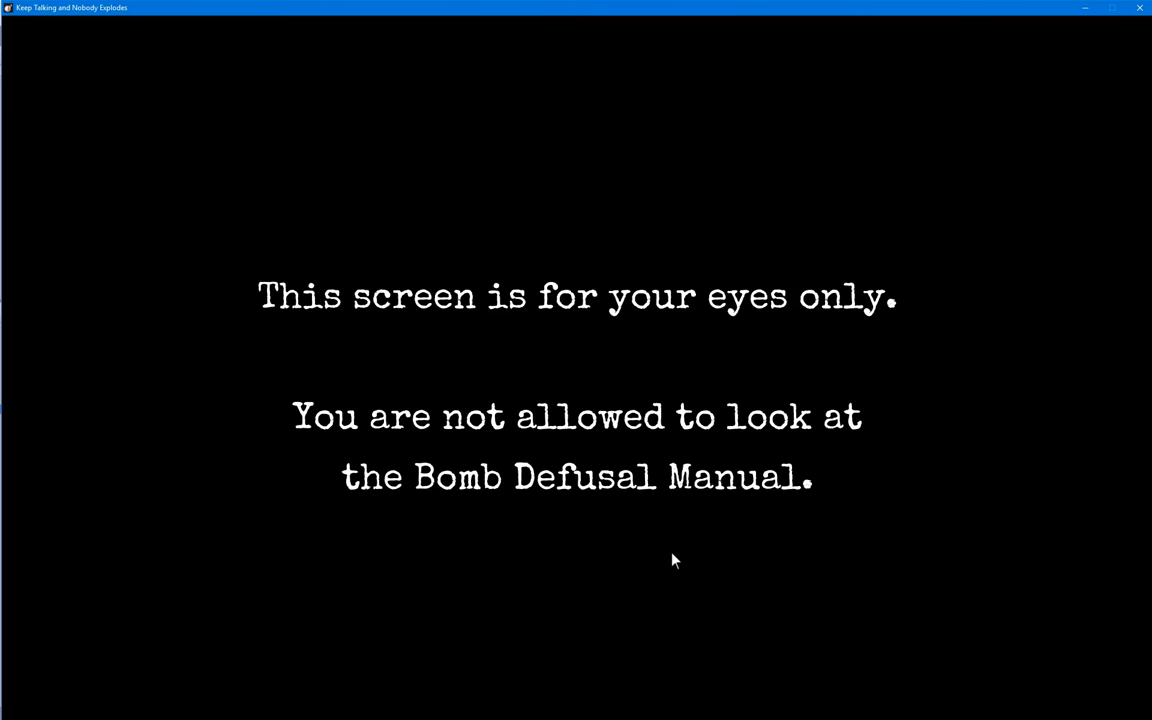 Keep Talking and Nobody Explodes
This screen is for your eyes only.
You are not allowed to look at
the Bomb Defusal Manual.